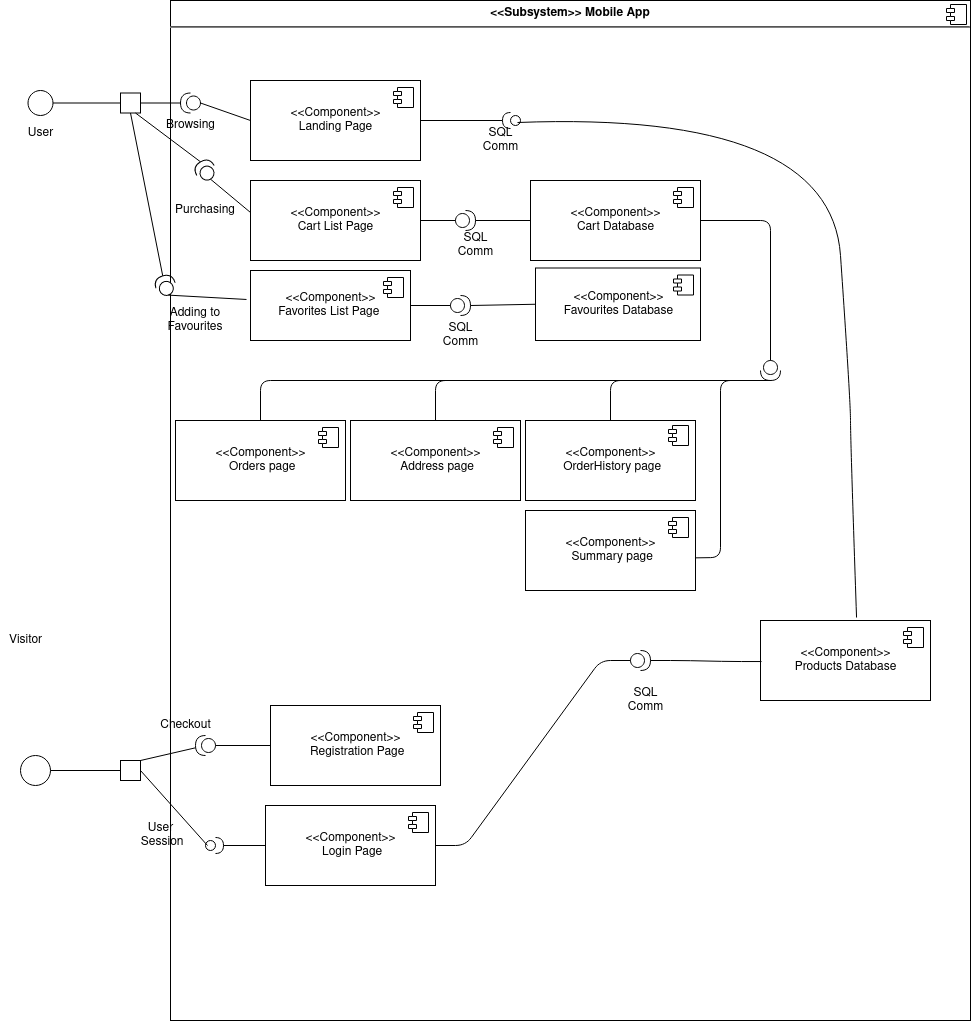 <<Subsystem>> Mobile App
User
Browsing
<<Component>>
Landing Page
SQL
Comm
Purchasing
<<Component>>
Cart List Page
SQL
Comm
<<Component>>
Cart Database
Adding to
Favourites
<<Component>>
Favorites List Page
SQL
Comm
<<Component>>
Favourites Database
<<Component>>
Orders page
<<Component>>
Address page
<<Component>>
OrderHistory page
<<Component>>
Summary page
Visitor
<<Component>>
Products Database
SQL
Comm
Checkout
<<Component>>
Registration Page
User
Session
<<Component>>
Login Page